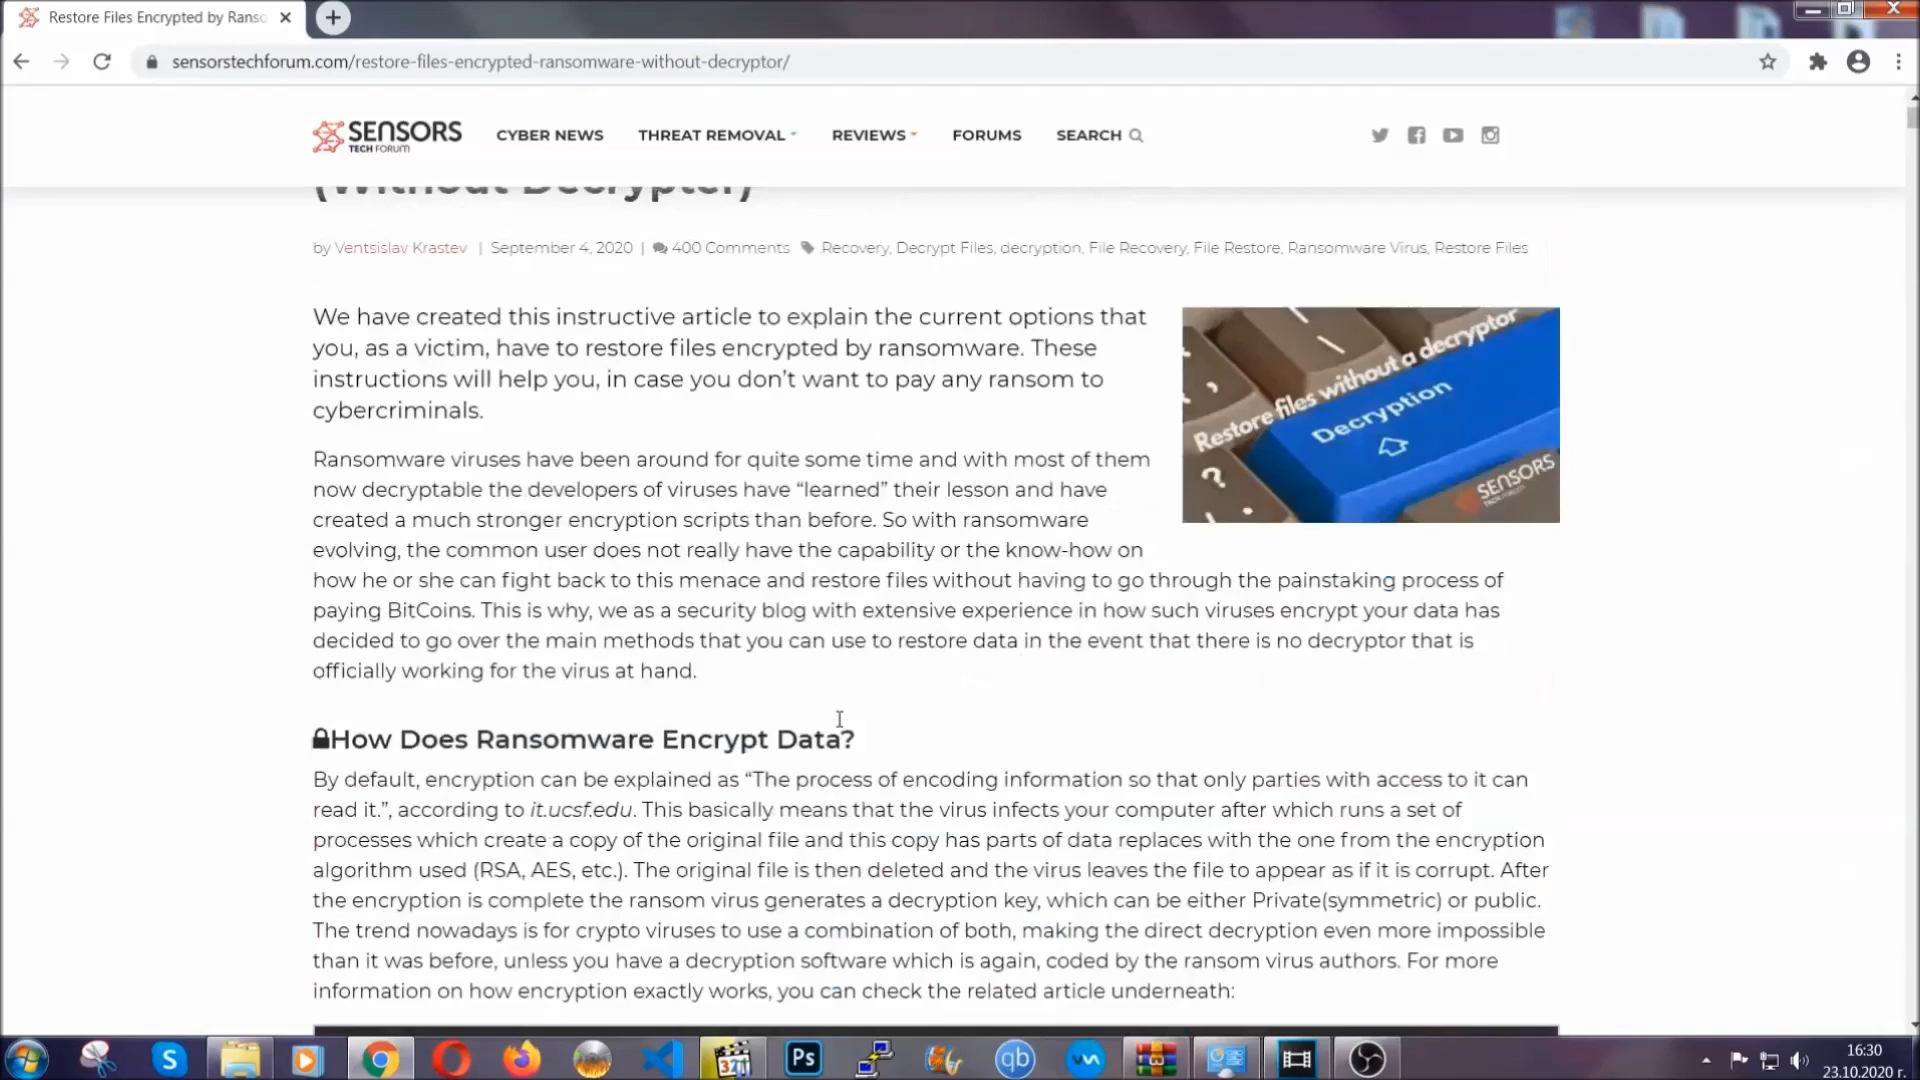 Restore Files Encrypted by Ranso
sensorstechforum.com/restore-files-encrypted-ransomware-without-decryptor/
SENSORS
TECH FORUM
CYBER NEWS
THREAT REMOVAL
REVIEWS
FORUMS
SEARCH
(Without Decrypter)
by Ventsislav Krastev | September 4, 2020 | 400 Comments Recovery, Decrypt Files, decryption, File Recovery, File Restore, Ransomware Virus, Restore Files
We have created this instructive article to explain the current options that
you, as a victim, have to restore files encrypted by ransomware. These
instructions will help you, in case you don't want to pay any ransom to
cybercriminals.
Restore files without a decryptor
Decryption
?
SENSORS
TECH FORUM
Ransomware viruses have been around for quite some time and with most of them
now decryptable the developers of viruses have “learned” their lesson and have
created a much stronger encryption scripts than before. So with ransomware
evolving, the common user does not really have the capability or the know-how on
how he or she can fight back to this menace and restore files without having to go through the painstaking process of
paying BitCoins. This is why, we as a security blog with extensive experience in how such viruses encrypt your data has
decided to go over the main methods that you can use to restore data in the event that there is no decryptor that is
officially working for the virus at hand.
How Does Ransomware Encrypt Data?
By default, encryption can be explained as “The process of encoding information so that only parties with access to it can
read it.”, according to it.ucsf.edu. This basically means that the virus infects your computer after which runs a set of
processes which create a copy of the original file and this copy has parts of data replaces with the one from the encryption
algorithm used (RSA, AES, etc.). The original file is then deleted and the virus leaves the file to appear as if it is corrupt. After
the encryption is complete the ransom virus generates a decryption key, which can be either Private(symmetric) or public.
The trend nowadays is for crypto viruses to use a combination of both, making the direct decryption even more impossible
than it was before, unless you have a decryption software which is again, coded by the ransom virus authors. For more
information on how encryption exactly works, you can check the related article underneath:
S
321
Ps
qb
16:30
23.10.2020 г.